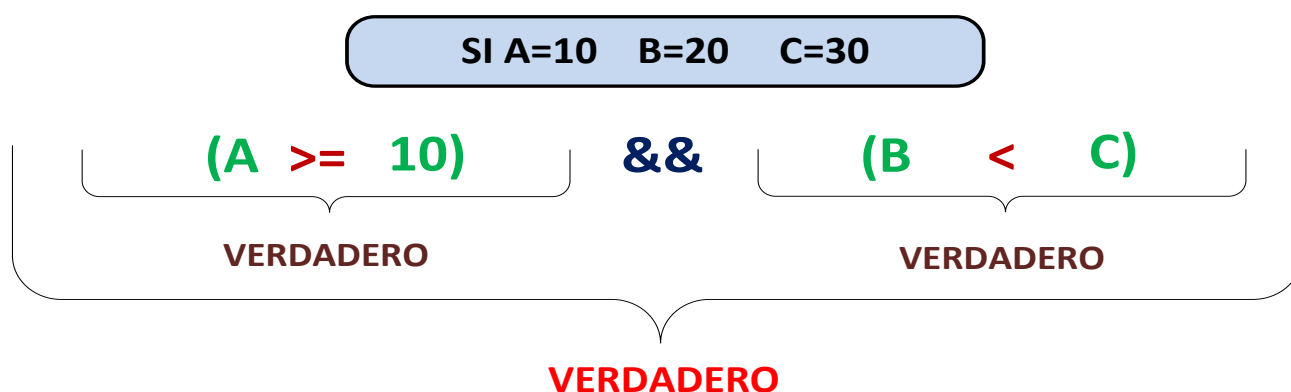 SI A=10 B=20 C=30
(A >= 10) && (B < C)
VERDADERO VERDADERO
VERDADERO